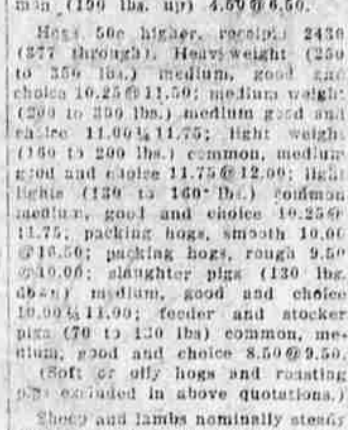 man (190 lbs. up) 4.50@6.50.
Hogs, 50c higher, receipts 2430
(377 through). Heavyweight (250
to 350 lbs.) medium, good and
choice 10.25@11.50; medium weight
(200 to 300 lbs.) medium good and
choice 11.00@11.75; light weight
(160 to 200 lbs.) common, medium
good and choice 11.75@12.00; light
lights (130 to 160 lbs.) common
medium, good and choice 10.25@
11.75, packing hogs, smooth 10.00
@10.50; packing hogs, rough 9.50
@10.00; slaughter pigs (130 lbs.
down) medium, good and choice
10.00@11.00; feeder and stocker
pigs (70 to 130 lbs) common, me-
dium, good and choice 8.50@9.50.
(Soft or oily hogs and roasting
pigs excluded in above quotations.)
Sheep and lambs nominally steady